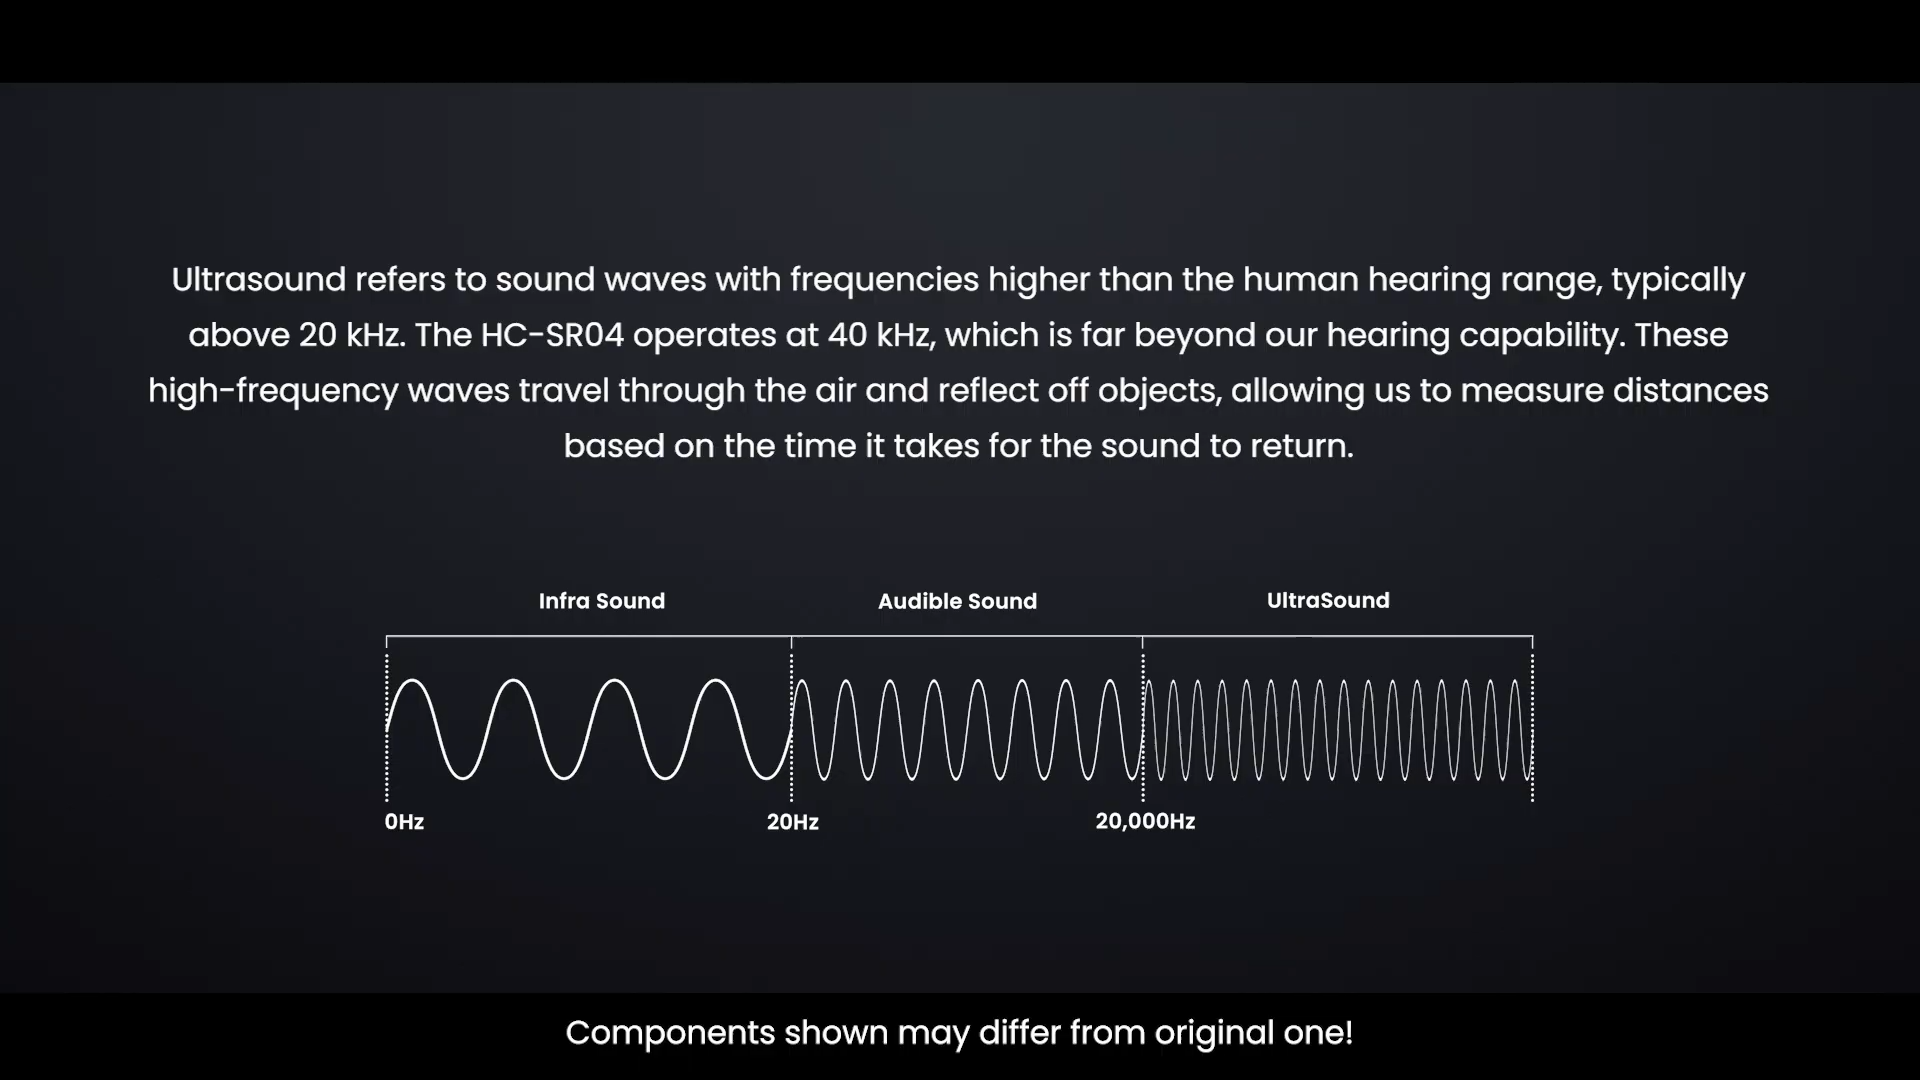 Ultrasound refers to sound waves with frequencies higher than the human hearing range, typically
above 20 kHz. The HC-SR04 operates at 40 kHz, which is far beyond our hearing capability. These
high-frequency waves travel through the air and reflect off objects, allowing us to measure distances
based on the time it takes for the sound to return.
Infra Sound
Audible Sound
UltraSound
0Hz
20Hz
20,000Hz
Components shown may differ from original one!